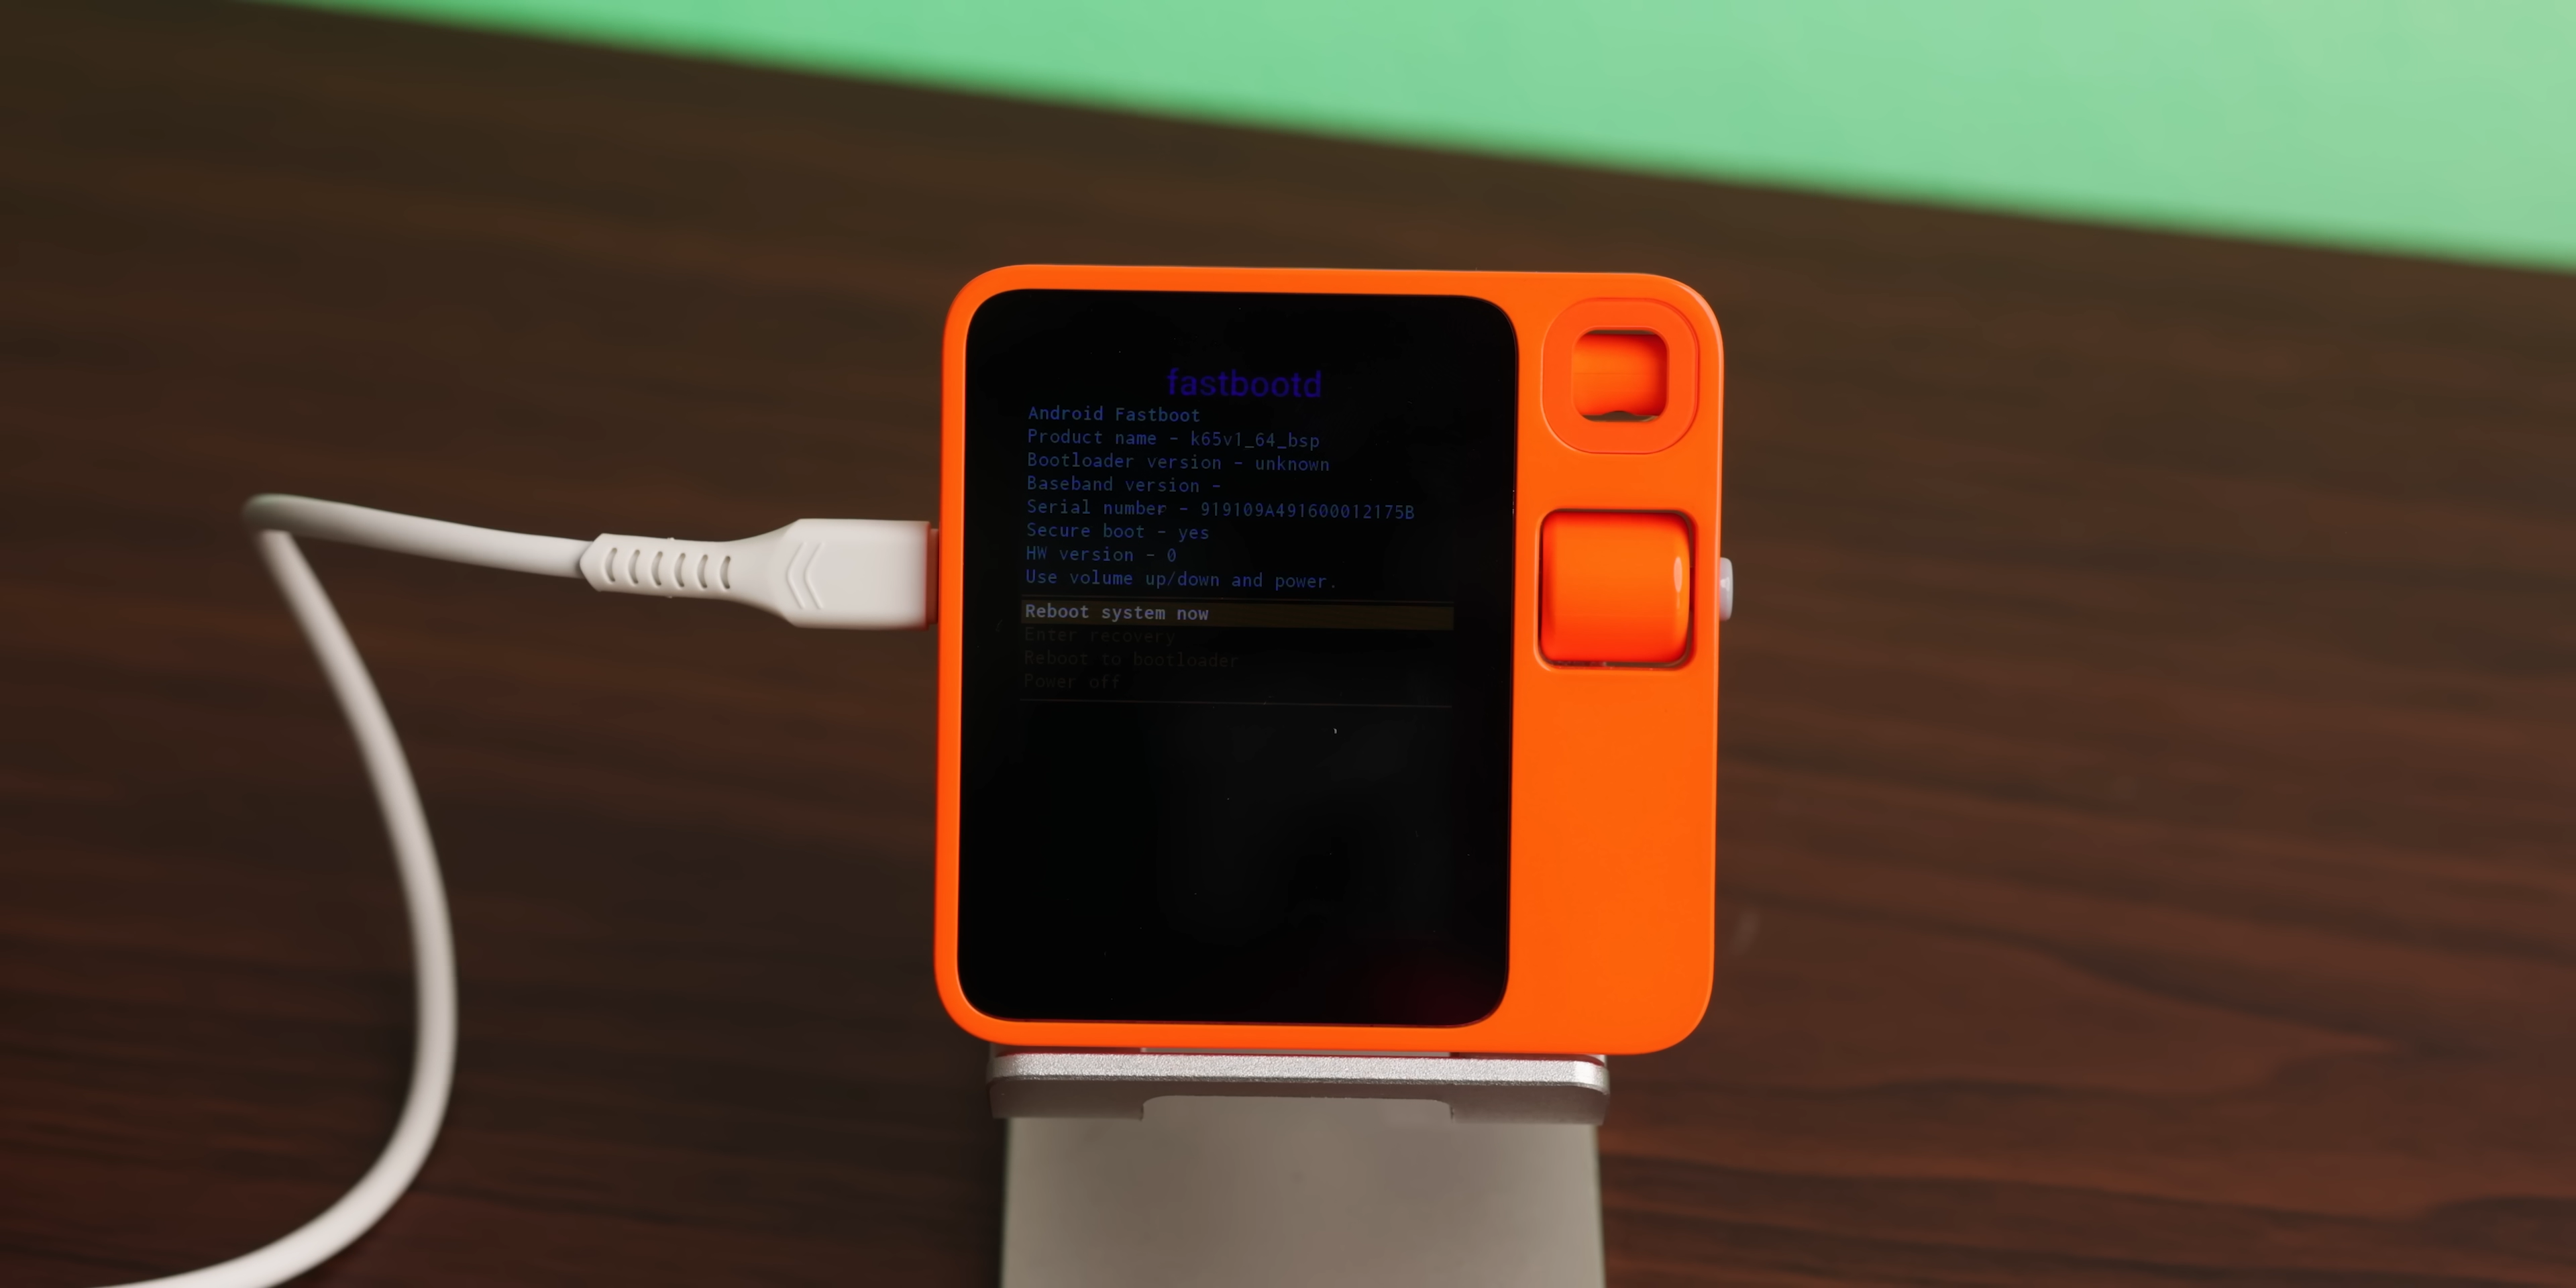 fastbootd
Android Fastboot
Product name - k65v1_64_bsp
Bootloader version - unknown
Baseband version -
Serial number - 919109A491600012175B
Secure boot - yes
HW version - 0
Use volume up/down and power.
Reboot system now
Enter recovery
Reboot to bootloader
Power off